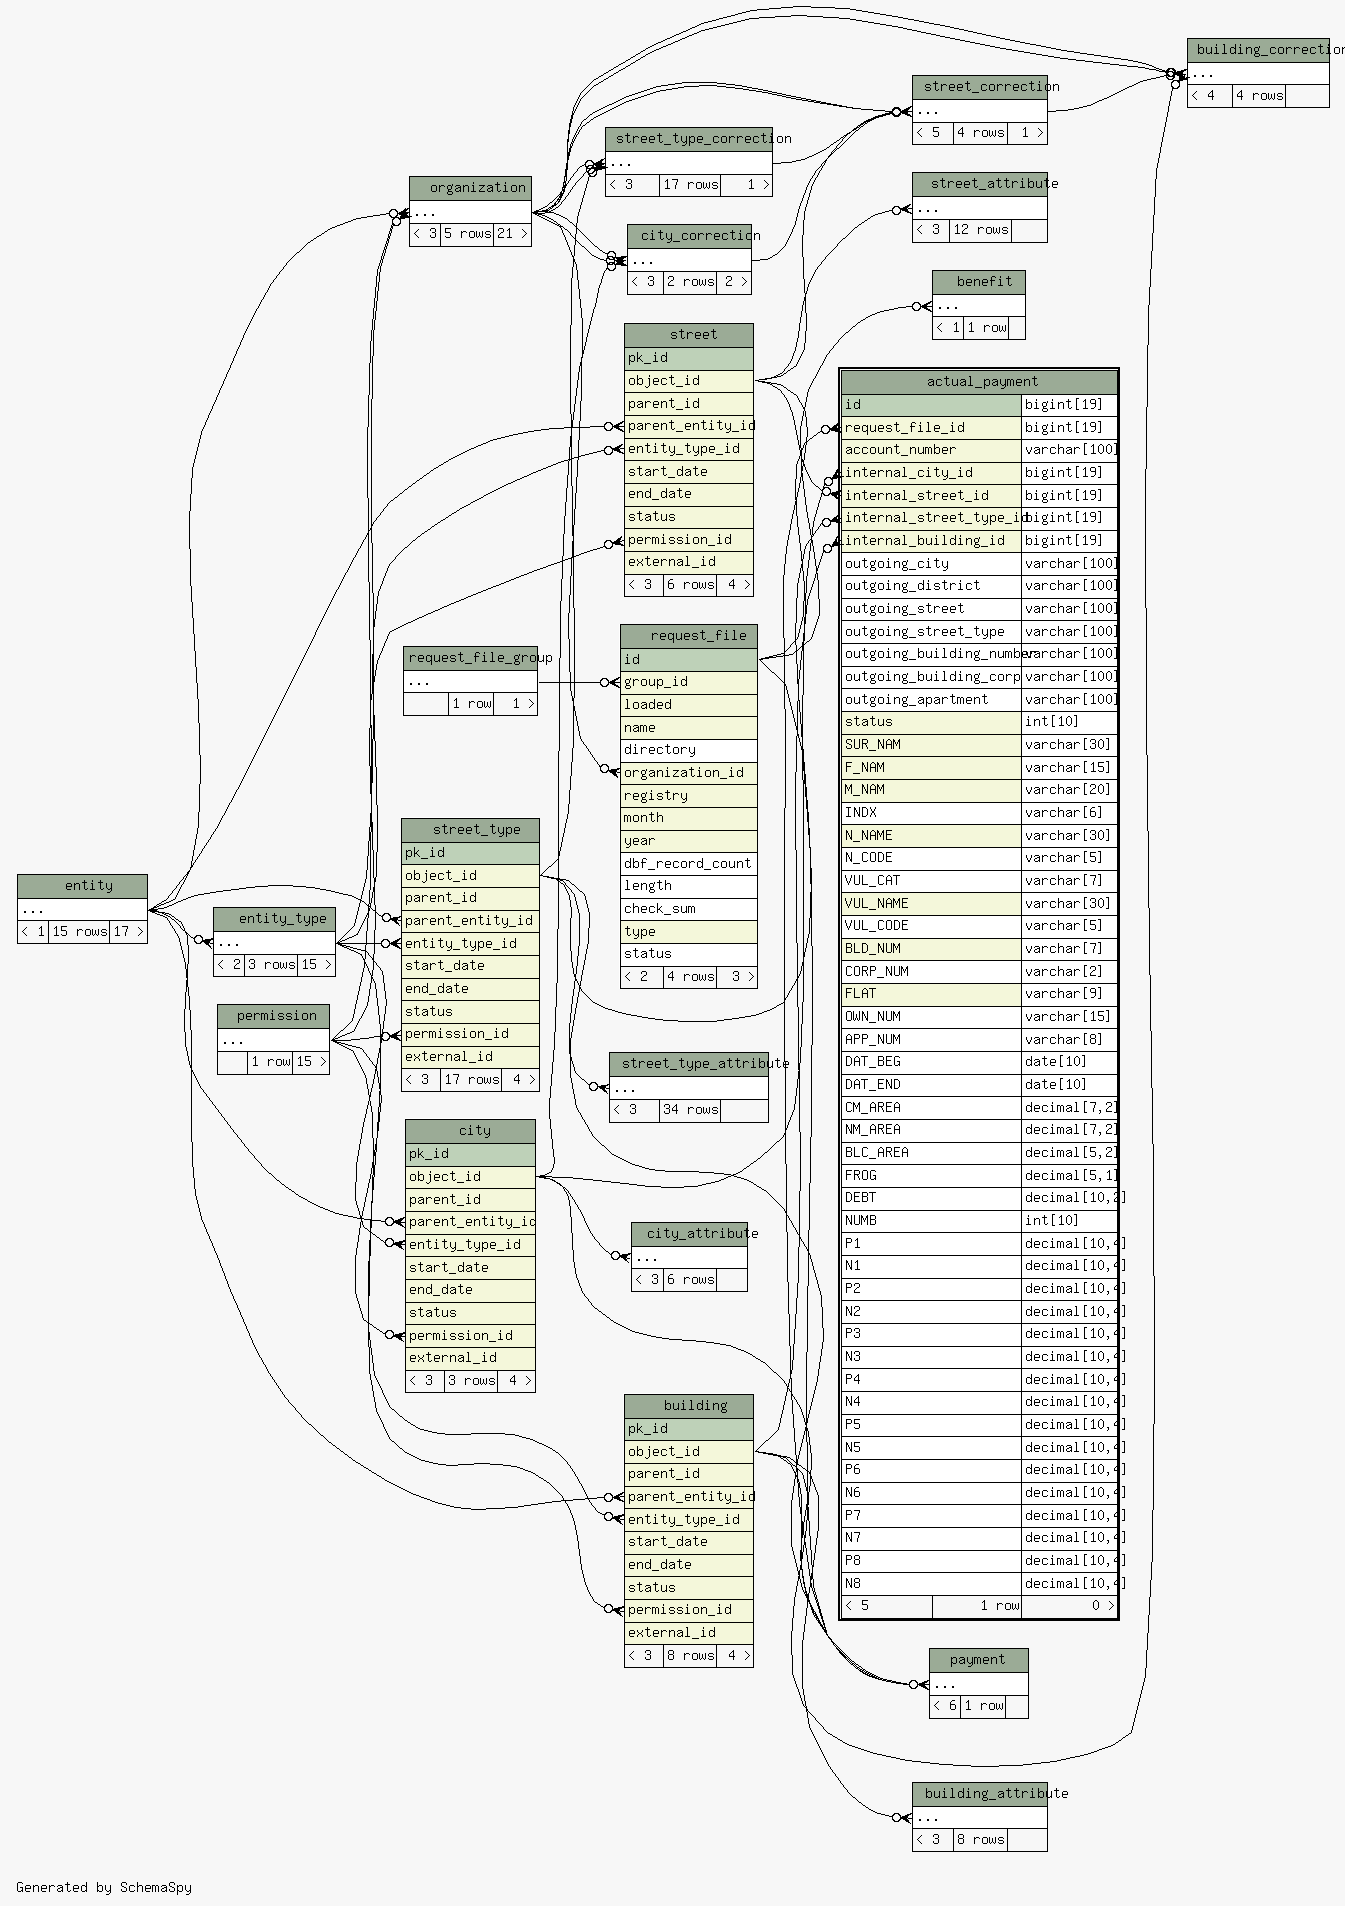 building_correction
...
< 4 4 rows
street_correction
...
< 5 4 rows 1 >
street_type_correction
...
< 3 17 rows 1 >
organization
...
< 3 5 rows 21 >
street_attribute
...
< 3 12 rows
city_correction
...
< 3 2 rows 2 >
benefit
...
< 1 1 row
street
pk_id
object_id
parent_id
parent_entity_id
entity_type_id
start_date
end_date
status
permission_id
external_id
< 3 6 rows 4 >
actual_payment
id bigint[19]
request_file_id bigint[19]
account_number varchar[100]
internal_city_id bigint[19]
internal_street_id bigint[19]
internal_street_type_id bigint[19]
internal_building_id bigint[19]
outgoing_city varchar[100]
outgoing_district varchar[100]
outgoing_street varchar[100]
outgoing_street_type varchar[100]
outgoing_building_number varchar[100]
outgoing_building_corp varchar[100]
outgoing_apartment varchar[100]
status int[10]
SUR_NAM varchar[30]
F_NAM varchar[15]
M_NAM varchar[20]
INDX varchar[6]
N_NAME varchar[30]
N_CODE varchar[5]
VUL_CAT varchar[7]
VUL_NAME varchar[30]
VUL_CODE varchar[5]
BLD_NUM varchar[7]
CORP_NUM varchar[2]
FLAT varchar[9]
OWN_NUM varchar[15]
APP_NUM varchar[8]
DAT_BEG date[10]
DAT_END date[10]
CM_AREA decimal[7,2]
NM_AREA decimal[7,2]
BLC_AREA decimal[5,2]
FROG decimal[5,1]
DEBT decimal[10,2]
NUMB int[10]
P1 decimal[10,4]
N1 decimal[10,4]
P2 decimal[10,4]
N2 decimal[10,4]
P3 decimal[10,4]
N3 decimal[10,4]
P4 decimal[10,4]
N4 decimal[10,4]
P5 decimal[10,4]
N5 decimal[10,4]
P6 decimal[10,4]
N6 decimal[10,4]
P7 decimal[10,4]
N7 decimal[10,4]
P8 decimal[10,4]
N8 decimal[10,4]
< 5 1 row 0 >
request_file
id
group_id
loaded
name
directory
organization_id
registry
month
year
dbf_record_count
length
check_sum
type
status
< 2 4 rows 3 >
request_file_group
...
1 row 1 >
street_type
pk_id
object_id
parent_id
parent_entity_id
entity_type_id
start_date
end_date
status
permission_id
external_id
< 3 17 rows 4 >
entity
...
< 1 15 rows 17 >
entity_type
...
< 2 3 rows 15 >
permission
...
1 row 15 >
street_type_attribute
...
< 3 34 rows
city
pk_id
object_id
parent_id
parent_entity_id
entity_type_id
start_date
end_date
status
permission_id
external_id
< 3 3 rows 4 >
city_attribute
...
< 3 6 rows
building
pk_id
object_id
parent_id
parent_entity_id
entity_type_id
start_date
end_date
status
permission_id
external_id
< 3 8 rows 4 >
payment
...
< 6 1 row
building_attribute
...
< 3 8 rows
Generated by SchemaSpy